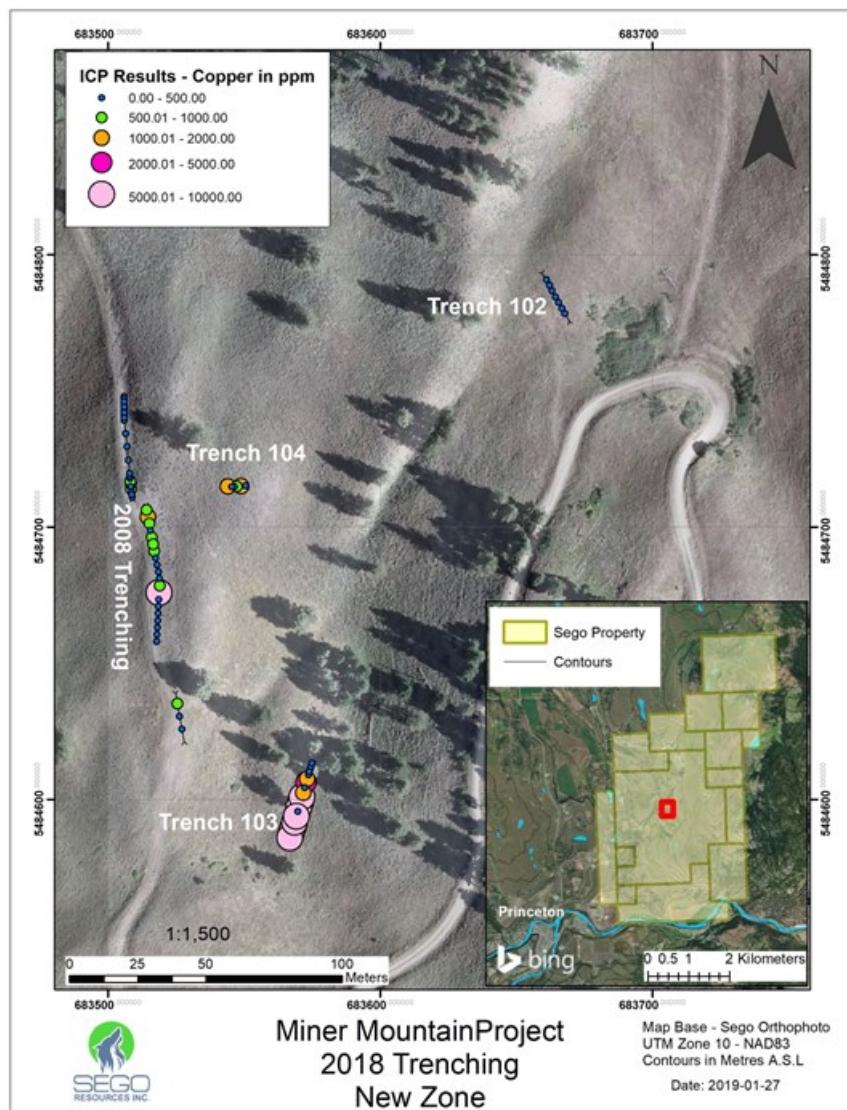 683500
683600
683700
ICP Results - Copper in ppm
0.00 - 500.00
500.01 - 1000.00
1000.01 - 2000.00
2000.01 - 5000.00
5000.01 - 10000.00
N
5484800
5484800
Trench 102
Trench 104
5484700
5484700
2008 Trenching
Sego Property
Contours
5484600
5484600
Trench 103
Princeton
1:1,500
bing
0 0.5 1 2 Kilometers
0 25 50 100
Meters
683500
683600
683700
SEGO
RESOURCES INC.
Miner MountainProject
2018 Trenching
New Zone
Map Base - Sego Orthophoto
UTM Zone 10 - NAD83
Contours in Metres A.S.L
Date: 2019-01-27